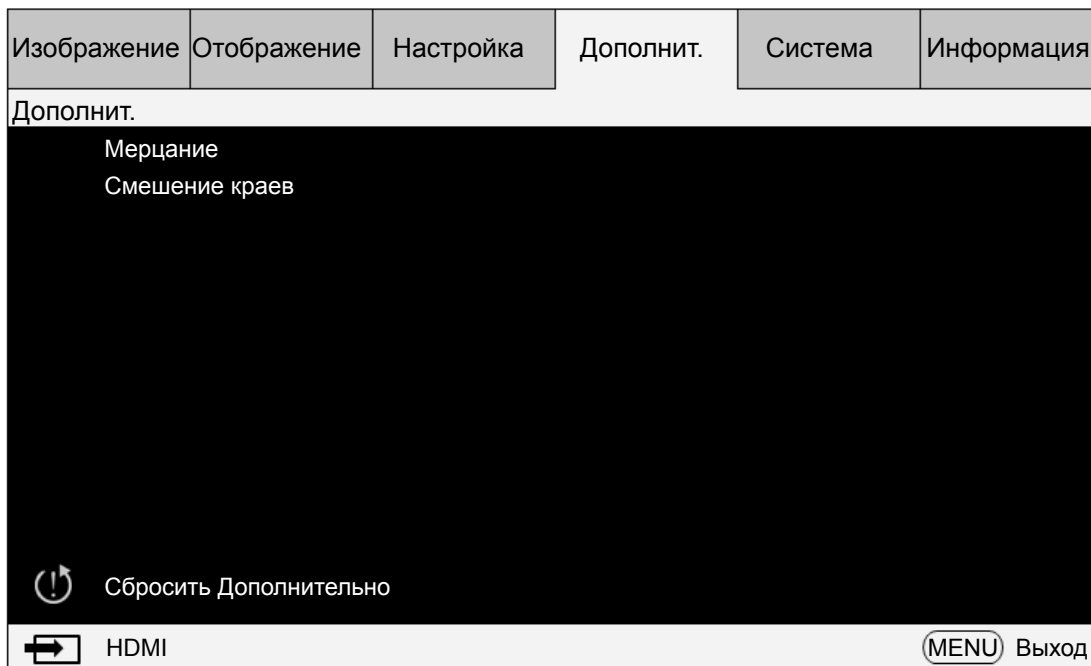 Изображение Отображение Настройка Дополнит. Система Информация
Дополнит.
Мерцание
Смешение краев
Сбросить Дополнительно
HDMI MENU Выход